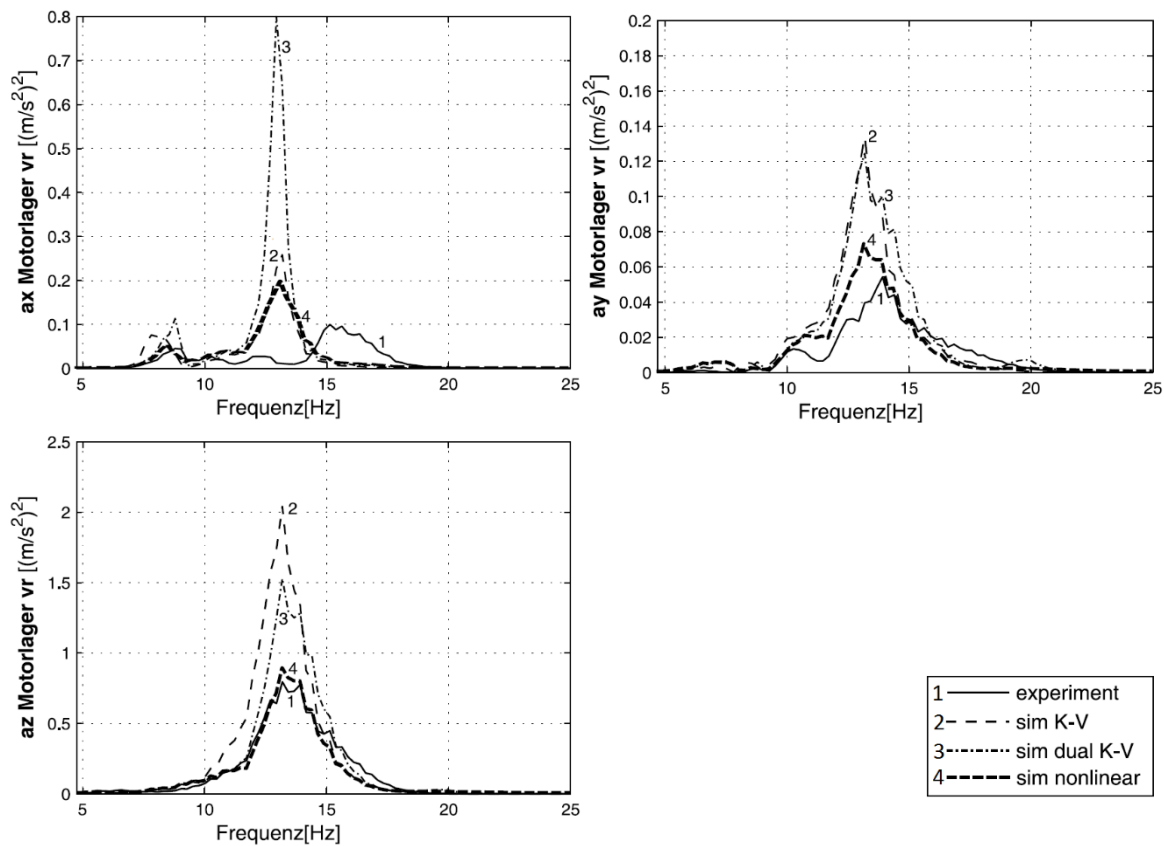 ax Motorlager vr [(m/s²)²]
0.8
0.7
0.6
0.5
0.4
0.3
0.2
0.1
0
5 10 15 20 25
Frequenz[Hz]
3
2
4
1
ay Motorlager vr [(m/s²)²]
0.2
0.18
0.16
0.14
0.12
0.1
0.08
0.06
0.04
0.02
0
5 10 15 20 25
Frequenz[Hz]
2
3
4
1
az Motorlager vr [(m/s²)²]
2.5
2
1.5
1
0.5
0
5 10 15 20 25
Frequenz[Hz]
2
3
4
1
1 experiment
2 sim K-V
3 sim dual K-V
4 sim nonlinear